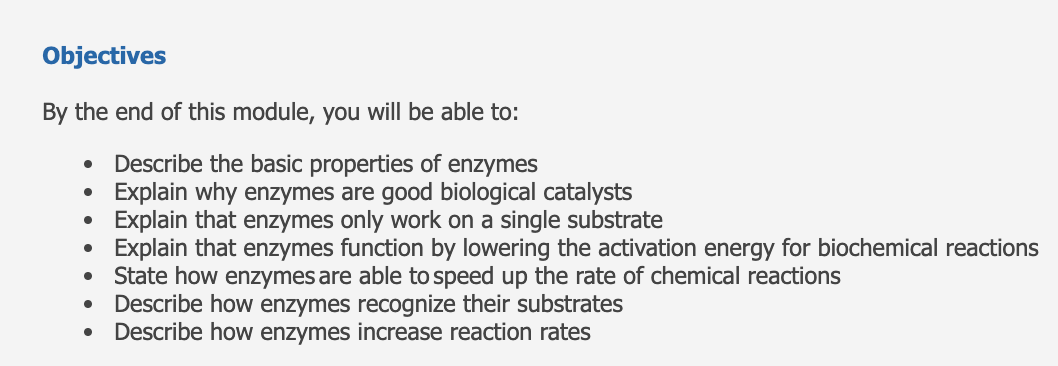 Objectives
By the end of this module, you will be able to:
• Describe the basic properties of enzymes
• Explain why enzymes are good biological catalysts
• Explain that enzymes only work on a single substrate
• Explain that enzymes function by lowering the activation energy for biochemical reactions
• State how enzymes are able to speed up the rate of chemical reactions
• Describe how enzymes recognize their substrates
• Describe how enzymes increase reaction rates